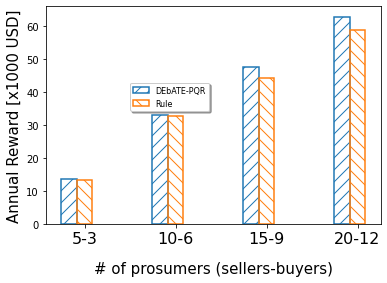 Annual Reward [x1000 USD]
60
50
40
30
20
10
0
DEbATE-PQR
Rule
5-3 10-6 15-9 20-12
# of prosumers (sellers-buyers)